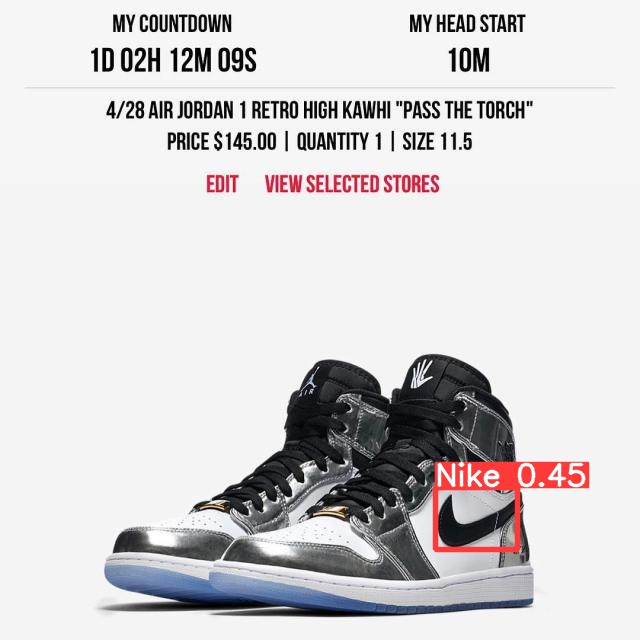 MY COUNTDOWN
MY HEAD START
1D 02H 12M 09S
10M
4/28 AIR JORDAN 1 RETRO HIGH KAWHI "PASS THE TORCH"
PRICE $145.00 | QUANTITY 1 | SIZE 11.5
EDIT
VIEW SELECTED STORES
AIR
Nike 0.45